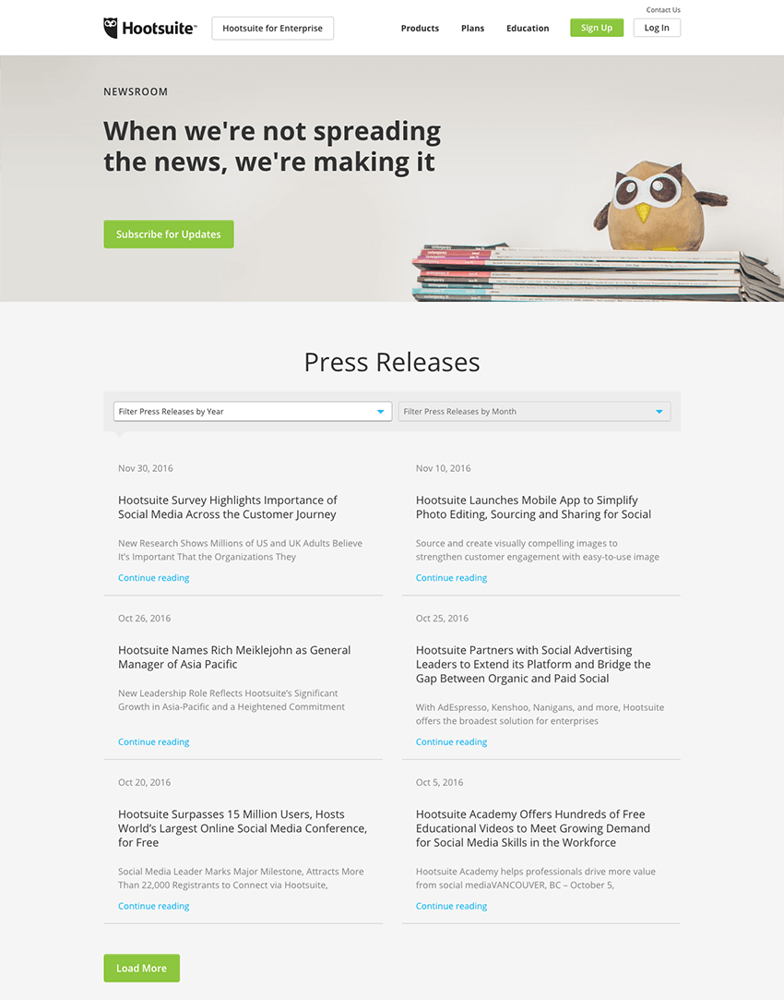 Contact Us
Hootsuite™
Hootsuite for Enterprise
Products
Plans
Education
Sign Up
Log In
NEWSROOM
When we're not spreading
the news, we're making it
Subscribe for Updates
Press Releases
Filter Press Releases by Year
Filter Press Releases by Month
Nov 30, 2016
Hootsuite Survey Highlights Importance of
Social Media Across the Customer Journey
New Research Shows Millions of US and UK Adults Believe
It’s Important That the Organizations They
Continue reading
Nov 10, 2016
Hootsuite Launches Mobile App to Simplify
Photo Editing, Sourcing and Sharing for Social
Source and create visually compelling images to
strengthen customer engagement with easy-to-use image
Continue reading
Oct 26, 2016
Hootsuite Names Rich Meiklejohn as General
Manager of Asia Pacific
New Leadership Role Reflects Hootsuite’s Significant
Growth in Asia-Pacific and a Heightened Commitment
Continue reading
Oct 25, 2016
Hootsuite Partners with Social Advertising
Leaders to Extend its Platform and Bridge the
Gap Between Organic and Paid Social
With AdEspresso, Kenshoo, Nanigans, and more, Hootsuite
offers the broadest solution for enterprises
Continue reading
Oct 20, 2016
Hootsuite Surpasses 15 Million Users, Hosts
World’s Largest Online Social Media Conference,
for Free
Social Media Leader Marks Major Milestone, Attracts More
Than 22,000 Registrants to Connect via Hootsuite,
Continue reading
Oct 5, 2016
Hootsuite Academy Offers Hundreds of Free
Educational Videos to Meet Growing Demand
for Social Media Skills in the Workforce
Hootsuite Academy helps professionals drive more value
from social mediaVANCOUVER, BC – October 5,
Continue reading
Load More